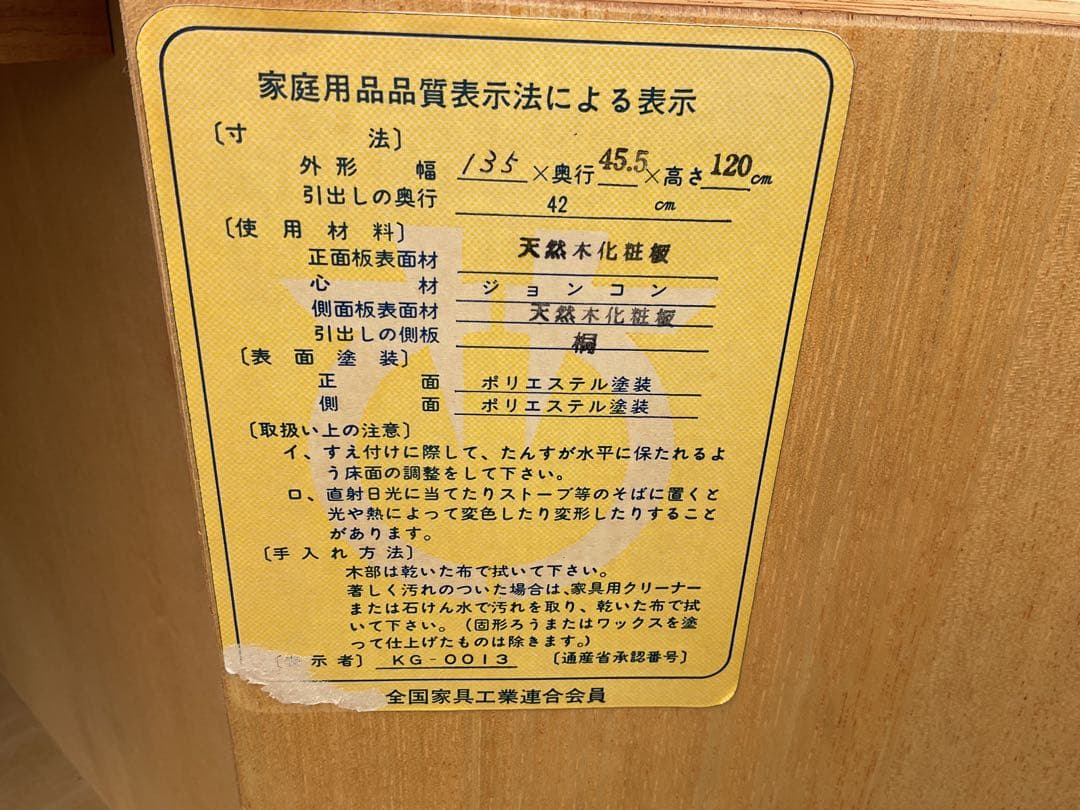 家庭用品品質表示法による表示
〔寸法〕
外形 幅 135 ×奥行 45.5 ×高さ 120 cm
引出しの奥行 42 cm
〔使用材料〕
正面板表面材 天然木化粧板
心材 ジョンコン
側面板表面材 天然木化粧板
引出しの側板 桐
〔表面塗装〕
正面 ポリエステル塗装
側面 ポリエステル塗装
〔取扱い上の注意〕
イ、すえ付けに際して、たんすが水平に保たれるよ
う床面の調整をして下さい。
ロ、直射日光に当てたりストーブ等のそばに置くと
光や熱によって変色したり変形したりすること
があります。
〔手入れ方法〕
木部は乾いた布で拭いて下さい。
著しく汚れのついた場合は、家具用クリーナー
または石けん水で汚れを取り、乾いた布で拭
いて下さい。（固形ろうまたはワックスを塗
って仕上げたものは除きます。）
〔表示者〕 KG-0013 〔通産省承認番号〕
全国家具工業連合会員